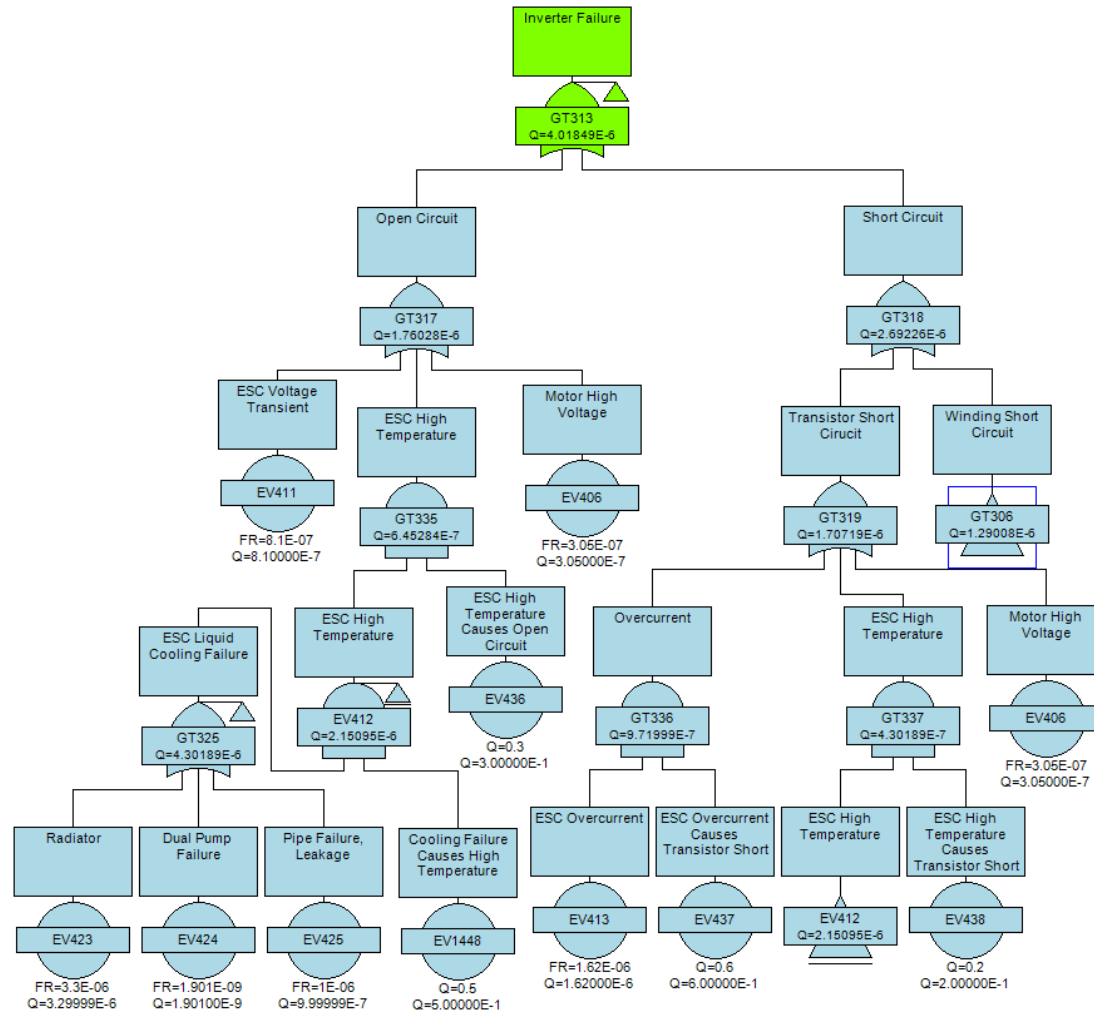 Inverter Failure
GT313
Q=4.01849E-6
Open Circuit
GT317
Q=1.76028E-6
Short Circuit
GT318
Q=2.69226E-6
ESC Voltage
Transient
EV411
FR=8.1E-07
Q=8.10000E-7
ESC High
Temperature
GT335
Q=6.45284E-7
Motor High
Voltage
EV406
FR=3.05E-07
Q=3.05000E-7
Transistor Short
Cirucit
GT319
Q=1.70719E-6
Winding Short
Circuit
GT306
Q=1.29008E-6
ESC Liquid
Cooling Failure
GT325
Q=4.30189E-6
ESC High
Temperature
EV412
Q=2.15095E-6
ESC High
Temperature
Causes Open
Circuit
EV436
Q=0.3
Q=3.00000E-1
Overcurrent
GT336
Q=9.71999E-7
ESC High
Temperature
GT337
Q=4.30189E-7
Motor High
Voltage
EV406
FR=3.05E-07
Q=3.05000E-7
Radiator
EV423
FR=3.3E-06
Q=3.29999E-6
Dual Pump
Failure
EV424
FR=1.901E-09
Q=1.90100E-9
Pipe Failure,
Leakage
EV425
FR=1E-06
Q=9.99999E-7
Cooling Failure
Causes High
Temperature
EV1448
Q=0.5
Q=5.00000E-1
ESC Overcurrent
EV413
FR=1.62E-06
Q=1.62000E-6
ESC Overcurrent
Causes
Transistor Short
EV437
Q=0.6
Q=6.00000E-1
ESC High
Temperature
EV412
Q=2.15095E-6
ESC High
Temperature
Causes
Transistor Short
EV438
Q=0.2
Q=2.00000E-1